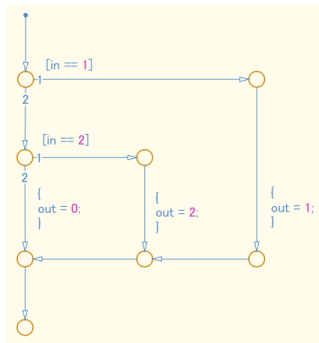 [in == 1]
1
2
[in == 2]
1
2
{
out = 0;
}
{
out = 2;
}
{
out = 1;
}